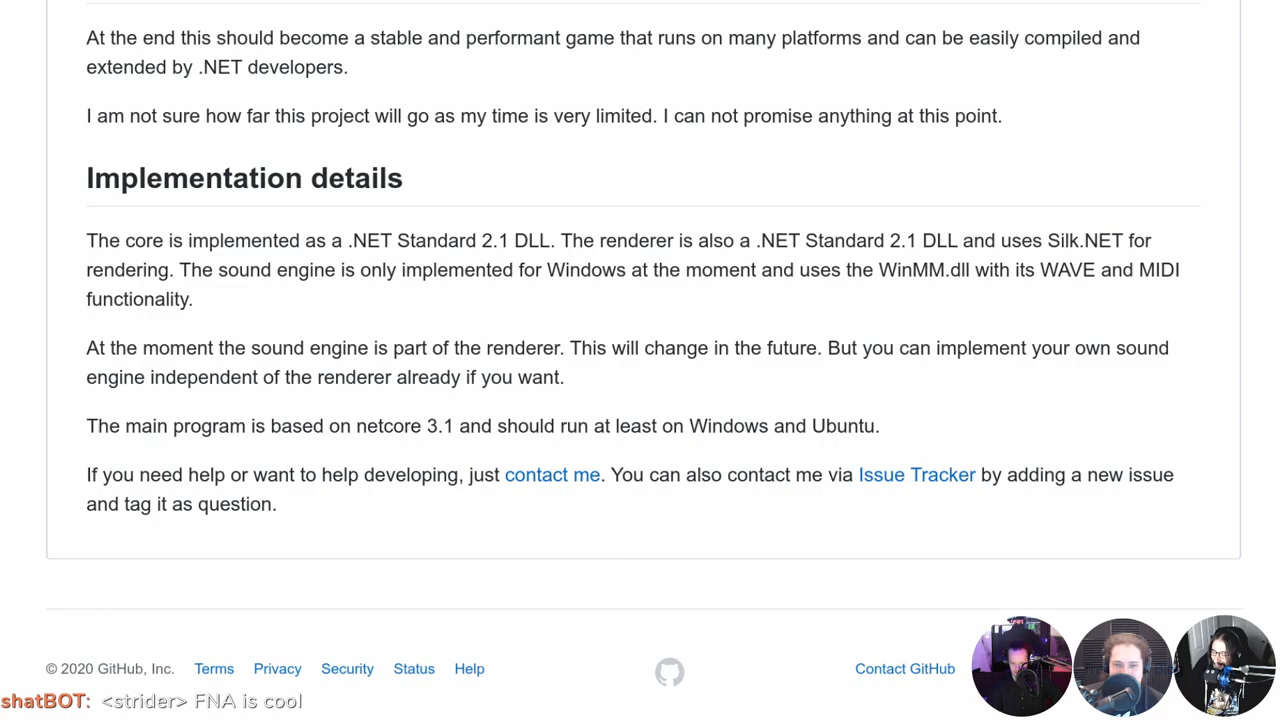 At the end this should become a stable and performant game that runs on many platforms and can be easily compiled and
extended by .NET developers.
I am not sure how far this project will go as my time is very limited. I can not promise anything at this point.
Implementation details
The core is implemented as a .NET Standard 2.1 DLL. The renderer is also a .NET Standard 2.1 DLL and uses Silk.NET for
rendering. The sound engine is only implemented for Windows at the moment and uses the WinMM.dll with its WAVE and MIDI
functionality.
At the moment the sound engine is part of the renderer. This will change in the future. But you can implement your own sound
engine independent of the renderer already if you want.
The main program is based on netcore 3.1 and should run at least on Windows and Ubuntu.
If you need help or want to help developing, just contact me. You can also contact me via Issue Tracker by adding a new issue
and tag it as question.
© 2020 GitHub, Inc. Terms Privacy Security Status Help Contact GitHub
shatBOT: <strider> FNA is cool